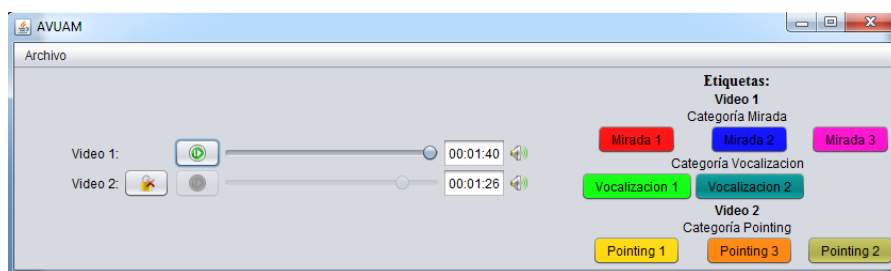 AVUAM
Archivo
Etiquetas:
Video 1
Categoría Mirada
Mirada 1 Mirada 2 Mirada 3
Video 1: 00:01:40
Categoría Vocalizacion
Video 2: 00:01:26
Vocalizacion 1 Vocalizacion 2
Video 2
Categoría Pointing
Pointing 1 Pointing 3 Pointing 2